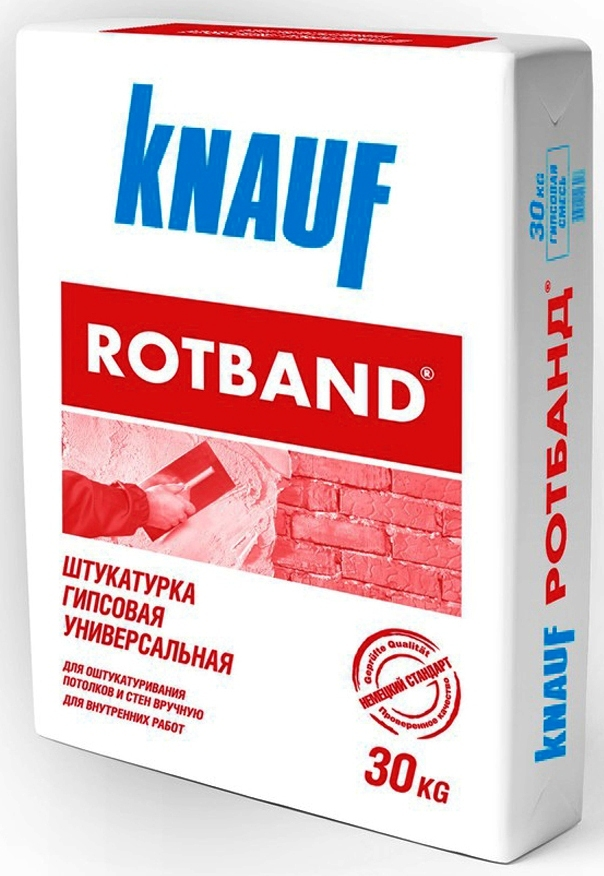 KNAUF
ROTBAND®
ШТУКАТУРКА
ГИПСОВАЯ
УНИВЕРСАЛЬНАЯ
ДЛЯ ОШТУКАТУРИВАНИЯ
ПОТОЛКОВ И СТЕН ВРУЧНУЮ
ДЛЯ ВНУТРЕННИХ РАБОТ
Geprüfte Qualität
НЕМЕЦКИЙ СТАНДАРТ
Проверенное качество
30 KG
30 KG
ГИПСОВАЯ
СМЕСЬ
РОТБАНД®
KNAUF